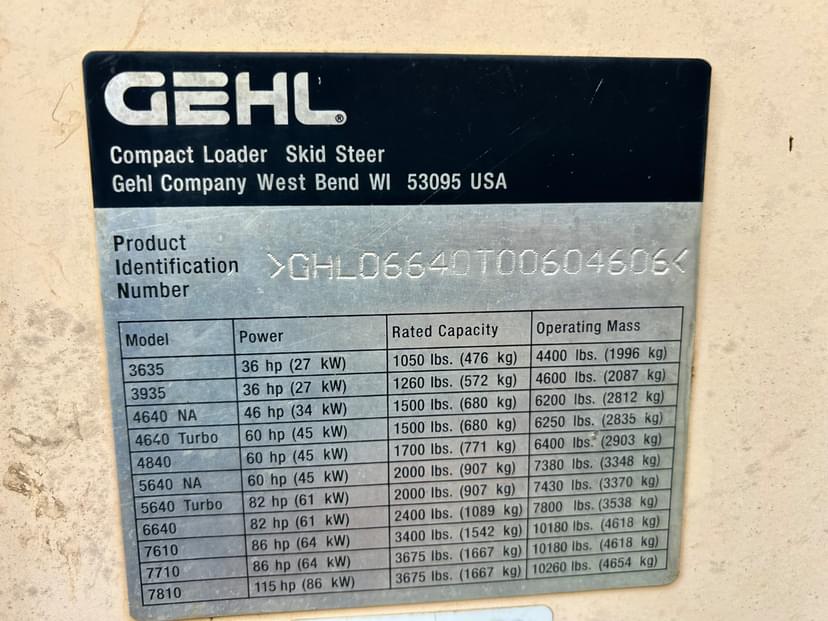 GEHL®
Compact Loader Skid Steer
Gehl Company West Bend WI 53095 USA
Product
Identification
Number
>GHL06640T00604606<
Model Power Rated Capacity Operating Mass
3635 36 hp (27 kW) 1050 lbs. (476 kg) 4400 lbs. (1996 kg)
3935 36 hp (27 kW) 1260 lbs. (572 kg) 4600 lbs. (2087 kg)
4640 NA 46 hp (34 kW) 1500 lbs. (680 kg) 6200 lbs. (2812 kg)
4640 Turbo 60 hp (45 kW) 1500 lbs. (680 kg) 6250 lbs. (2835 kg)
4840 60 hp (45 kW) 1700 lbs. (771 kg) 6400 lbs. (2903 kg)
5640 NA 60 hp (45 kW) 2000 lbs. (907 kg) 7380 lbs. (3348 kg)
5640 Turbo 82 hp (61 kW) 2000 lbs. (907 kg) 7430 lbs. (3370 kg)
6640 82 hp (61 kW) 2400 lbs. (1089 kg) 7800 lbs. (3538 kg)
7610 86 hp (64 kW) 3400 lbs. (1542 kg) 10180 lbs. (4618 kg)
7710 86 hp (64 kW) 3675 lbs. (1667 kg) 10180 lbs. (4618 kg)
7810 115 hp (86 kW) 3675 lbs. (1667 kg) 10260 lbs. (4654 kg)